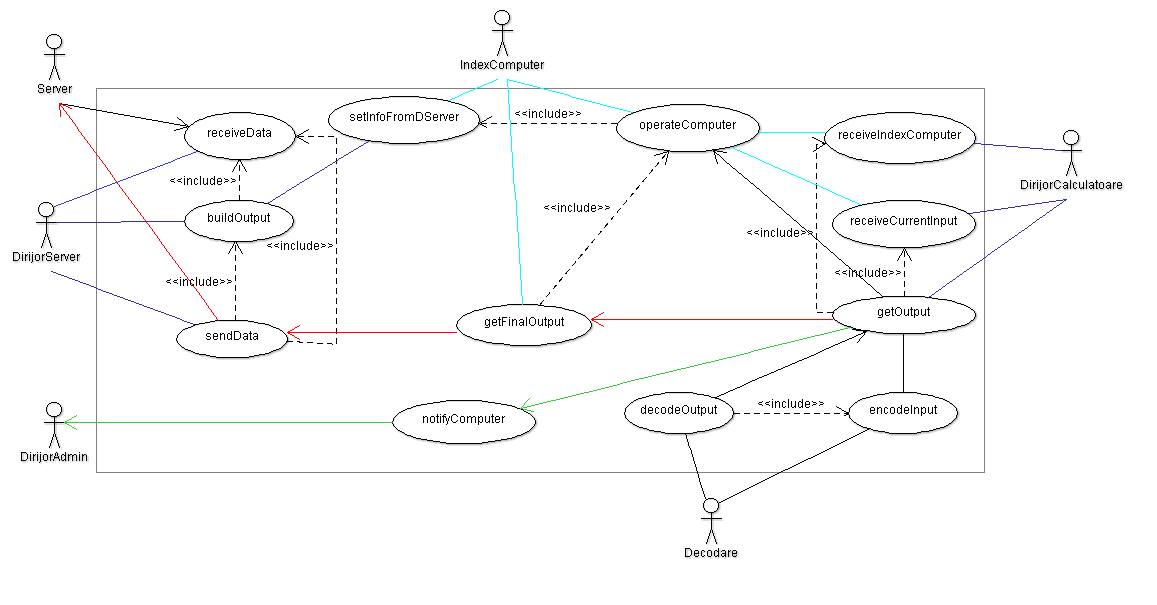 IndexComputer
Server
setInfoFromDServer
<<include>>
operateComputer
receiveData
receiveIndexComputer
<<include>>
DirijorCalculatoare
<<include>>
buildOutput
receiveCurrentInput
<<include>>
<<include>>
DirijorServer
<<include>>
<<include>>
getOutput
getFinalOutput
sendData
<<include>>
decodeOutput
encodeInput
notifyComputer
DirijorAdmin
Decodare